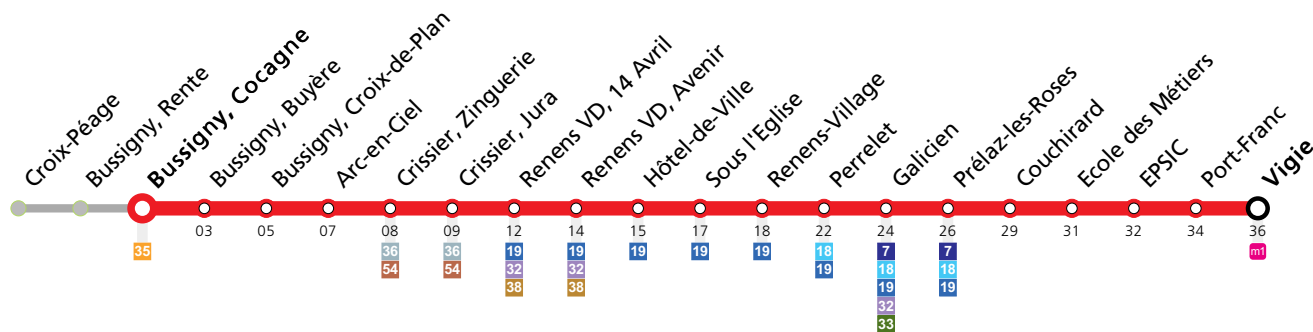 Croix-Péage
Bussigny, Rente
Bussigny, Cocagne
Bussigny, Buyère
Bussigny, Croix-de-Plan
Arc-en-Ciel
Crissier, Zinguerie
Crissier, Jura
Renens VD, 14 Avril
Renens VD, Avenir
Hôtel-de-Ville
Sous l'Eglise
Renens-Village
Perrelet
Galicien
Prélaz-les-Roses
Couchirard
Ecole des Métiers
EPSIC
Port-Franc
Vigie
03 05 07 08 09 12 14 15 17 18 22 24 26 29 31 32 34 36
35 36 36 19 19 19 19 19 18 7 7 m1
54 54 32 32 19 18 18
38 38 19 19
32
33